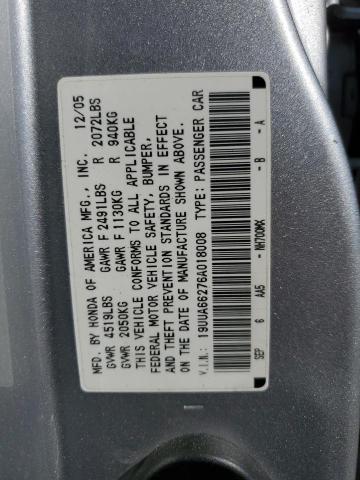 MFD. BY HONDA OF AMERICA MFG., INC. 12/05
GVWR 4519LBS GAWR F 2491LBS R 2072LBS
GVWR 2050KG GAWR F 1130KG R 940KG
THIS VEHICLE CONFORMS TO ALL APPLICABLE
FEDERAL MOTOR VEHICLE SAFETY, BUMPER,
AND THEFT PREVENTION STANDARDS IN EFFECT
ON THE DATE OF MANUFACTURE SHOWN ABOVE.
V.I.N.: 19UUA66276A018008 TYPE: PASSENGER CAR
SEP 6 AA5 - NH700MX - B - A